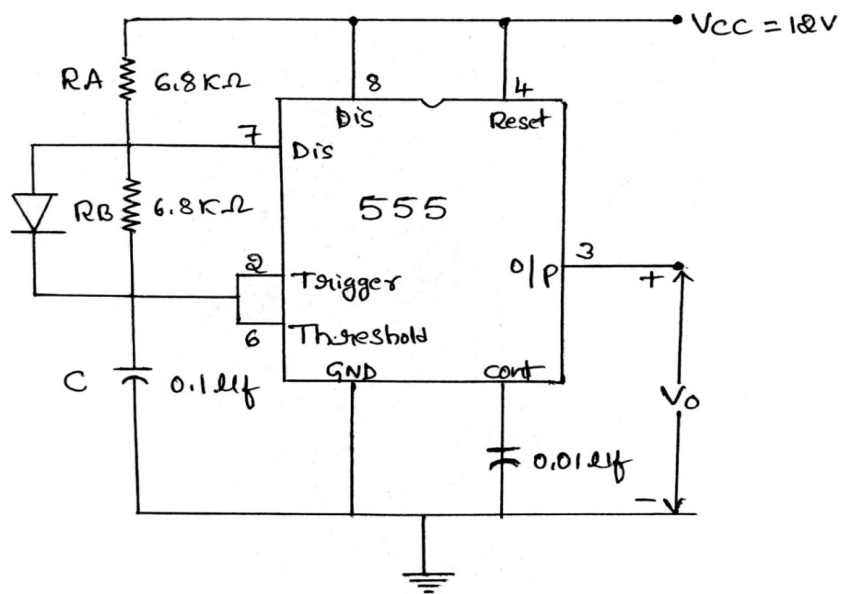 VCC = 12V
RA 6.8KΩ
8
4
Dis
Reset
7
Dis
RB 6.8KΩ
555
2
Trigger
O/P
3
+
6
Threshold
GND
cont
C 0.1µf
Vo
0.01µf
-